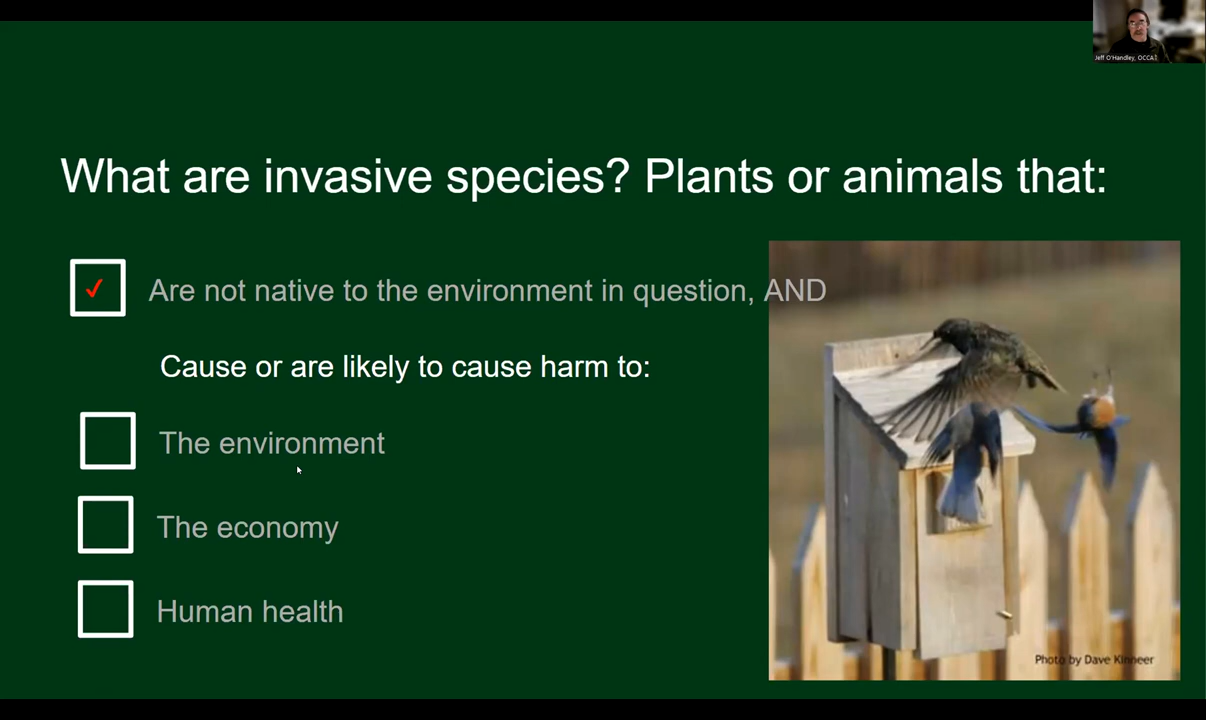 Jeff O'Handley, OCCA
What are invasive species? Plants or animals that:
Are not native to the environment in question, AND
Cause or are likely to cause harm to:
The environment
The economy
Human health
Photo by Dave Kinneer